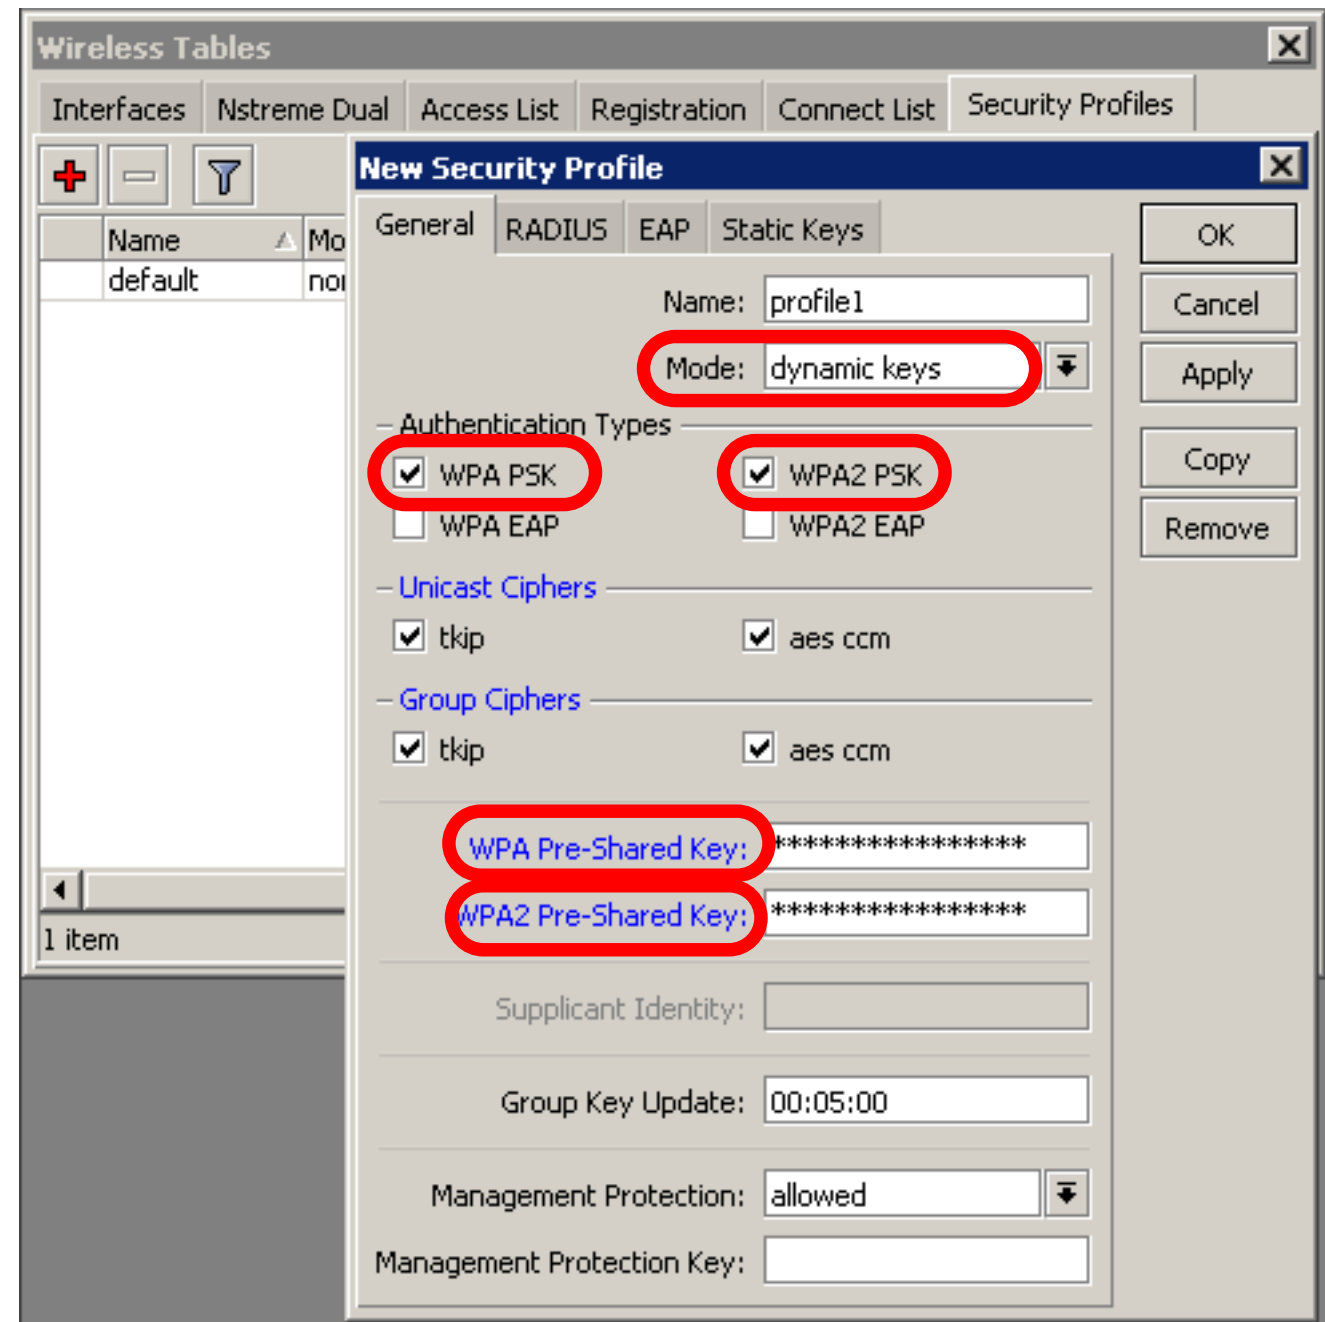 Wireless Tables
Interfaces Nstreme Dual Access List Registration Connect List Security Profiles
New Security Profile
Name Mo
default
General RADIUS EAP Static Keys
OK
Name: profile1
Cancel
Mode: dynamic keys
Apply
Authentication Types
WPA PSK WPA2 PSK
Copy
WPA EAP WPA2 EAP
Remove
Unicast Ciphers
tkip aes ccm
Group Ciphers
tkip aes ccm
WPA Pre-Shared Key: ****************
WPA2 Pre-Shared Key: ****************
1 item
Supplicant Identity:
Group Key Update: 00:05:00
Management Protection: allowed
Management Protection Key: